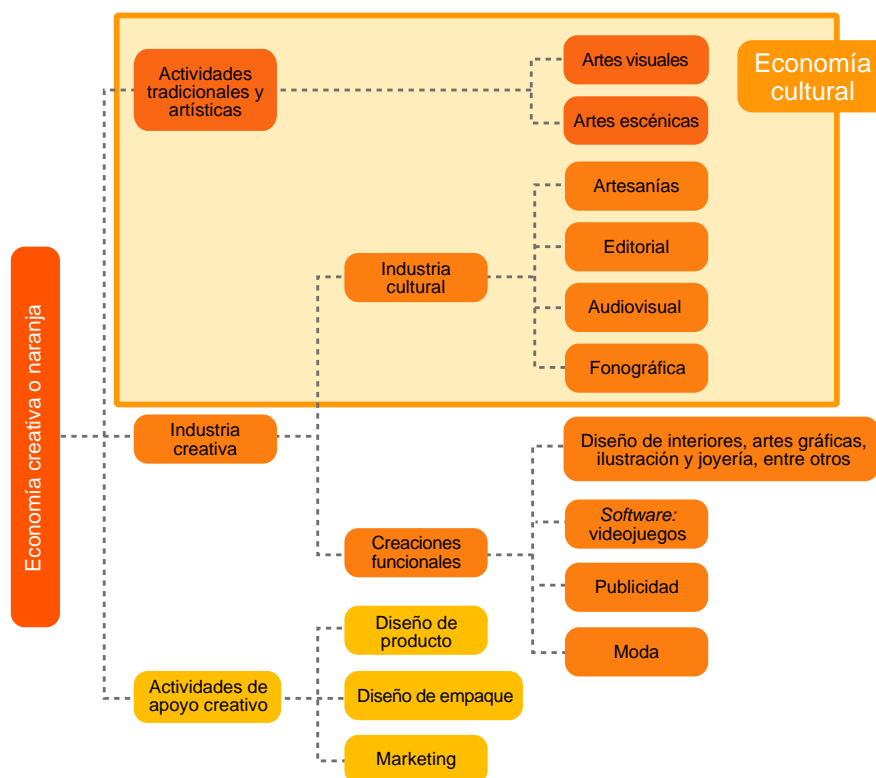 Actividades
tradicionales y
artísticas
Artes visuales
Artes escénicas
Economía
cultural
Artesanías
Editorial
Industria
cultural
Audiovisual
Fonográfica
Economía creativa o naranja
Industria
creativa
Diseño de interiores, artes gráficas,
ilustración y joyería, entre otros
Software:
videojuegos
Creaciones
funcionales
Publicidad
Moda
Diseño de
producto
Actividades de
apoyo creativo
Diseño de empaque
Marketing